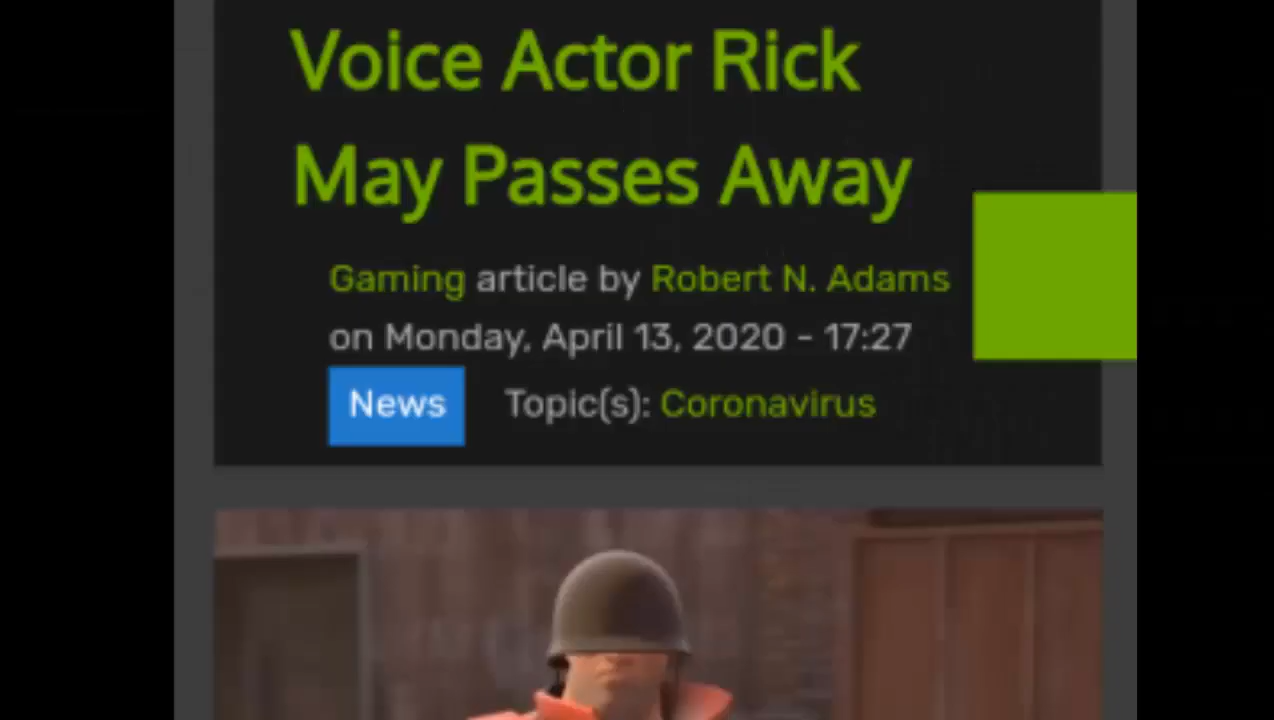 Voice Actor Rick
May Passes Away
Gaming article by Robert N. Adams
on Monday, April 13, 2020 - 17:27
News Topic(s): Coronavirus